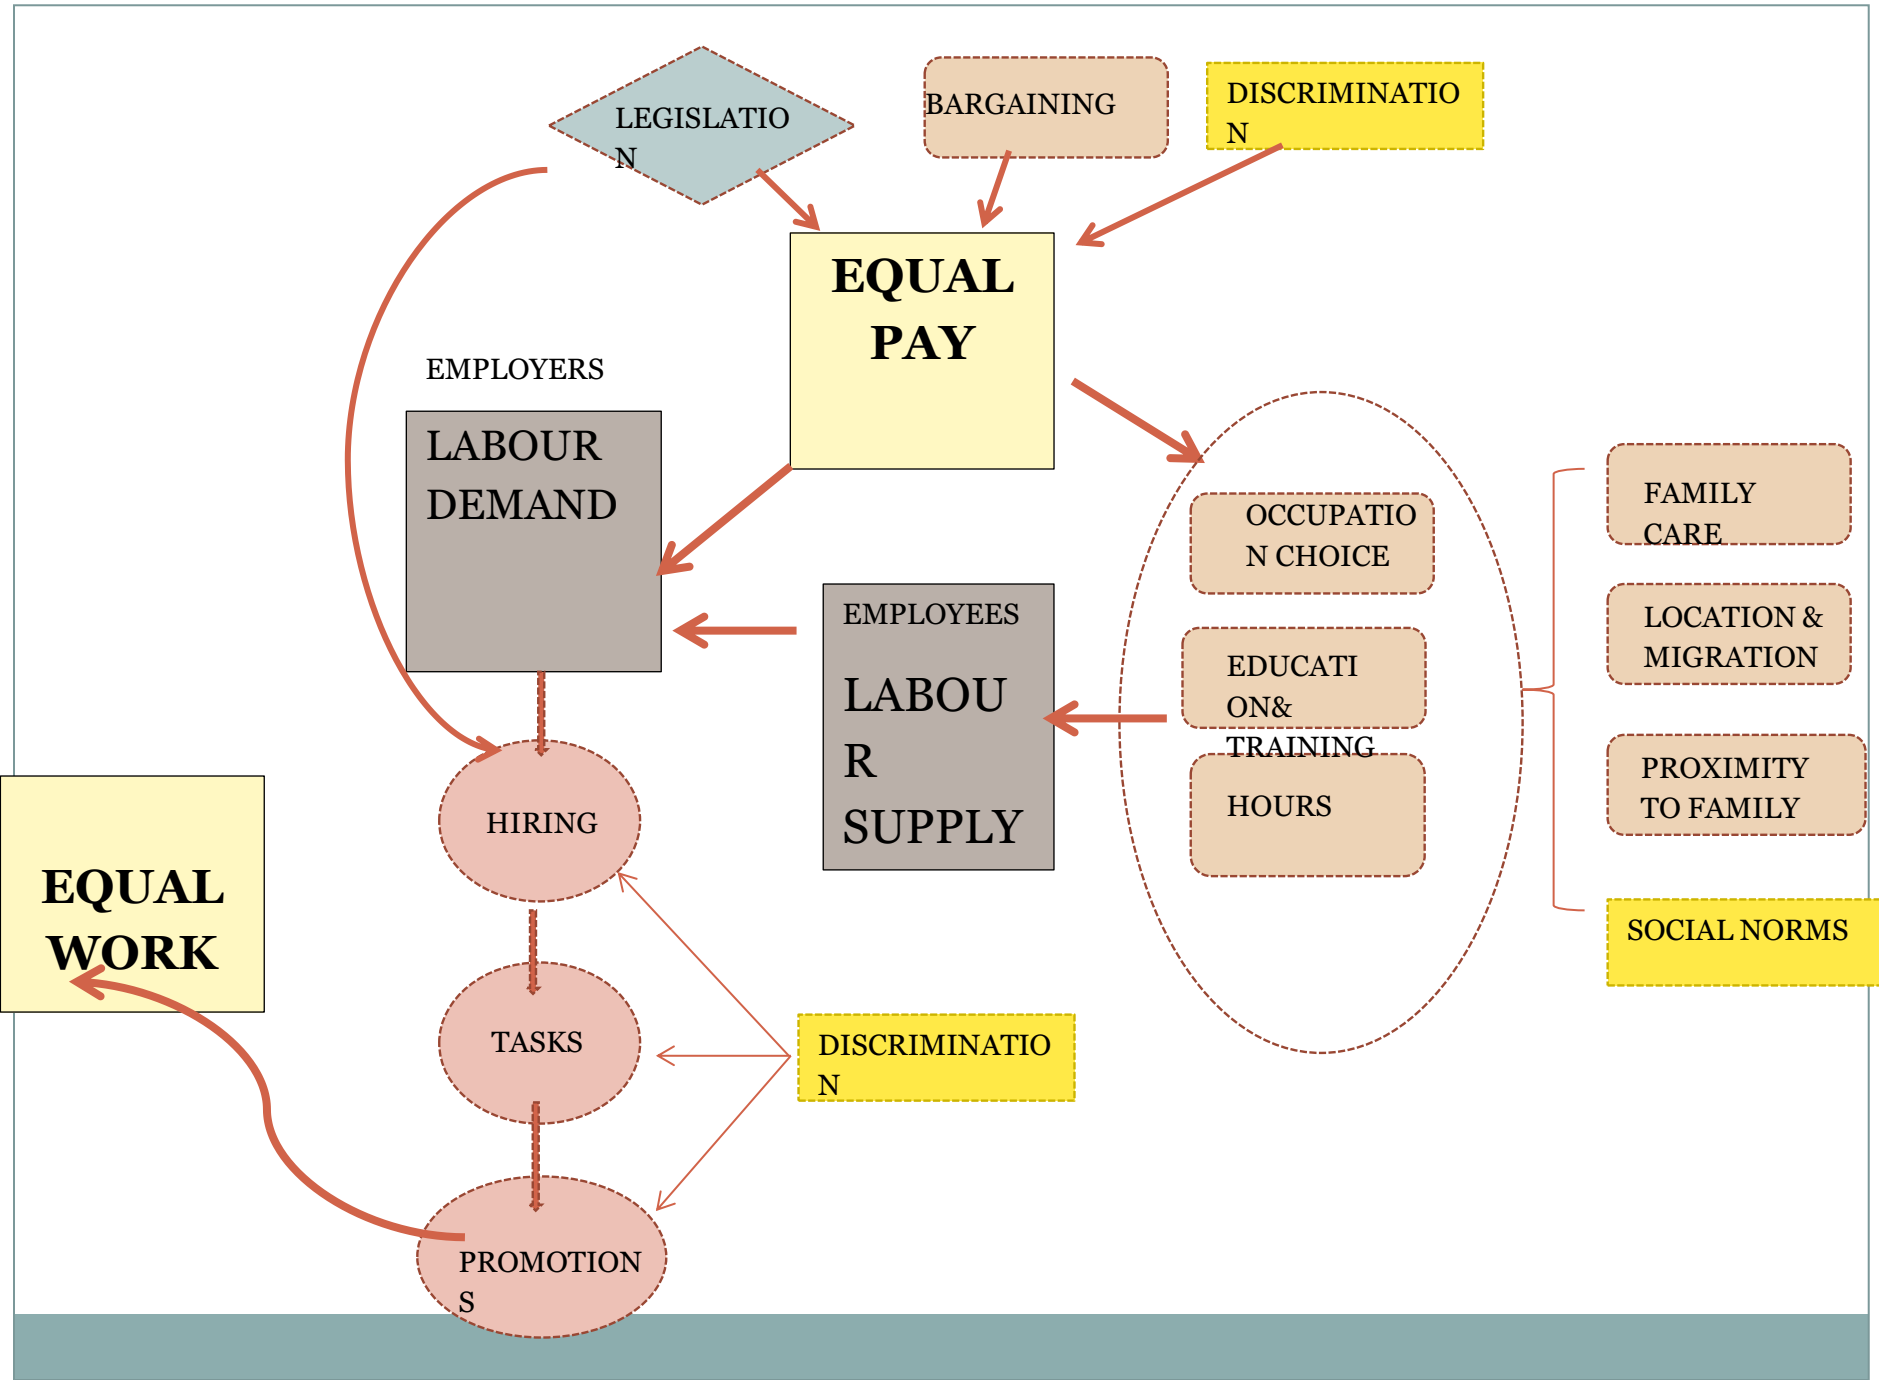 LEGISLATIO
N
BARGAINING
DISCRIMINATIO
N
EQUAL
PAY
EMPLOYERS
LABOUR
DEMAND
OCCUPATIO
N CHOICE
EDUCATI
ON&
TRAINING
HOURS
FAMILY
CARE
LOCATION &
MIGRATION
PROXIMITY
TO FAMILY
SOCIAL NORMS
EMPLOYEES
LABOU
R
SUPPLY
HIRING
EQUAL
WORK
TASKS
DISCRIMINATIO
N
PROMOTION
S